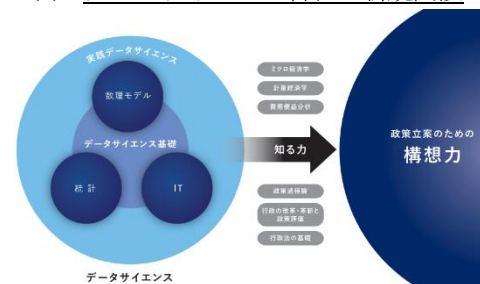 実践データサイエンス
数理モデル
データサイエンス基礎
統計
IT
データサイエンス
ミクロ経済学
計量経済学
費用便益分析
知る力
政策過程論
行政の改革・革新と
政策評価
行政法の基礎
政策立案のための
構想力